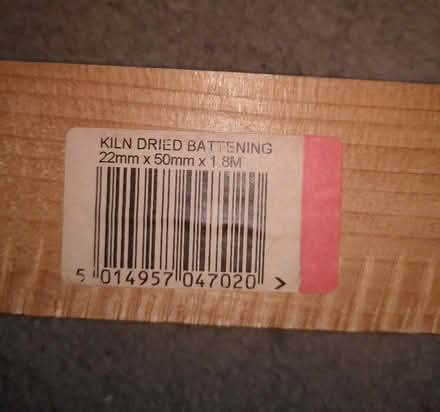 KILN DRIED BATTENING
22mm x 50mm x 1.8M
5 014957 047020 >